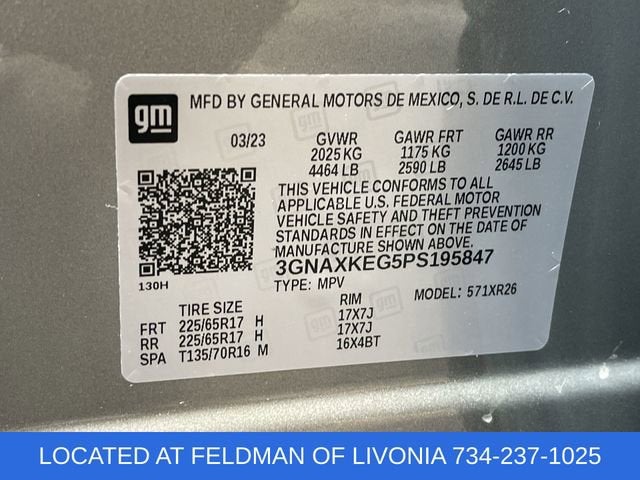 gm
MFD BY GENERAL MOTORS DE MEXICO, S. DE R.L. DE C.V.
03/23 GVWR GAWR FRT GAWR RR
2025 KG 1175 KG 1200 KG
4464 LB 2590 LB 2645 LB
THIS VEHICLE CONFORMS TO ALL
APPLICABLE U.S. FEDERAL MOTOR
VEHICLE SAFETY AND THEFT PREVENTION
STANDARDS IN EFFECT ON THE DATE OF
MANUFACTURE SHOWN ABOVE.
3GNAXKEG5PS195847
130H
TYPE: MPV MODEL: 571XR26
TIRE SIZE RIM
FRT 225/65R17 H 17X7J
RR 225/65R17 H 17X7J
SPA T135/70R16 M 16X4BT
LOCATED AT FELDMAN OF LIVONIA 734-237-1025